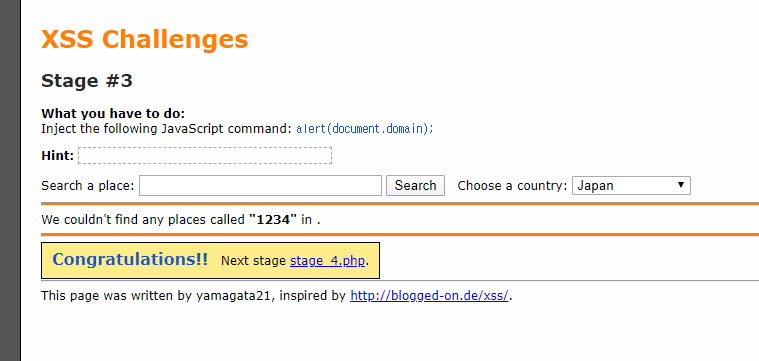 XSS Challenges
Stage #3
What you have to do:
Inject the following JavaScript command: alert(document.domain);
Hint:
Search a place: Search Choose a country: Japan
We couldn't find any places called "1234" in .
Congratulations!! Next stage stage_4.php.
This page was written by yamagata21, inspired by http://blogged-on.de/xss/.